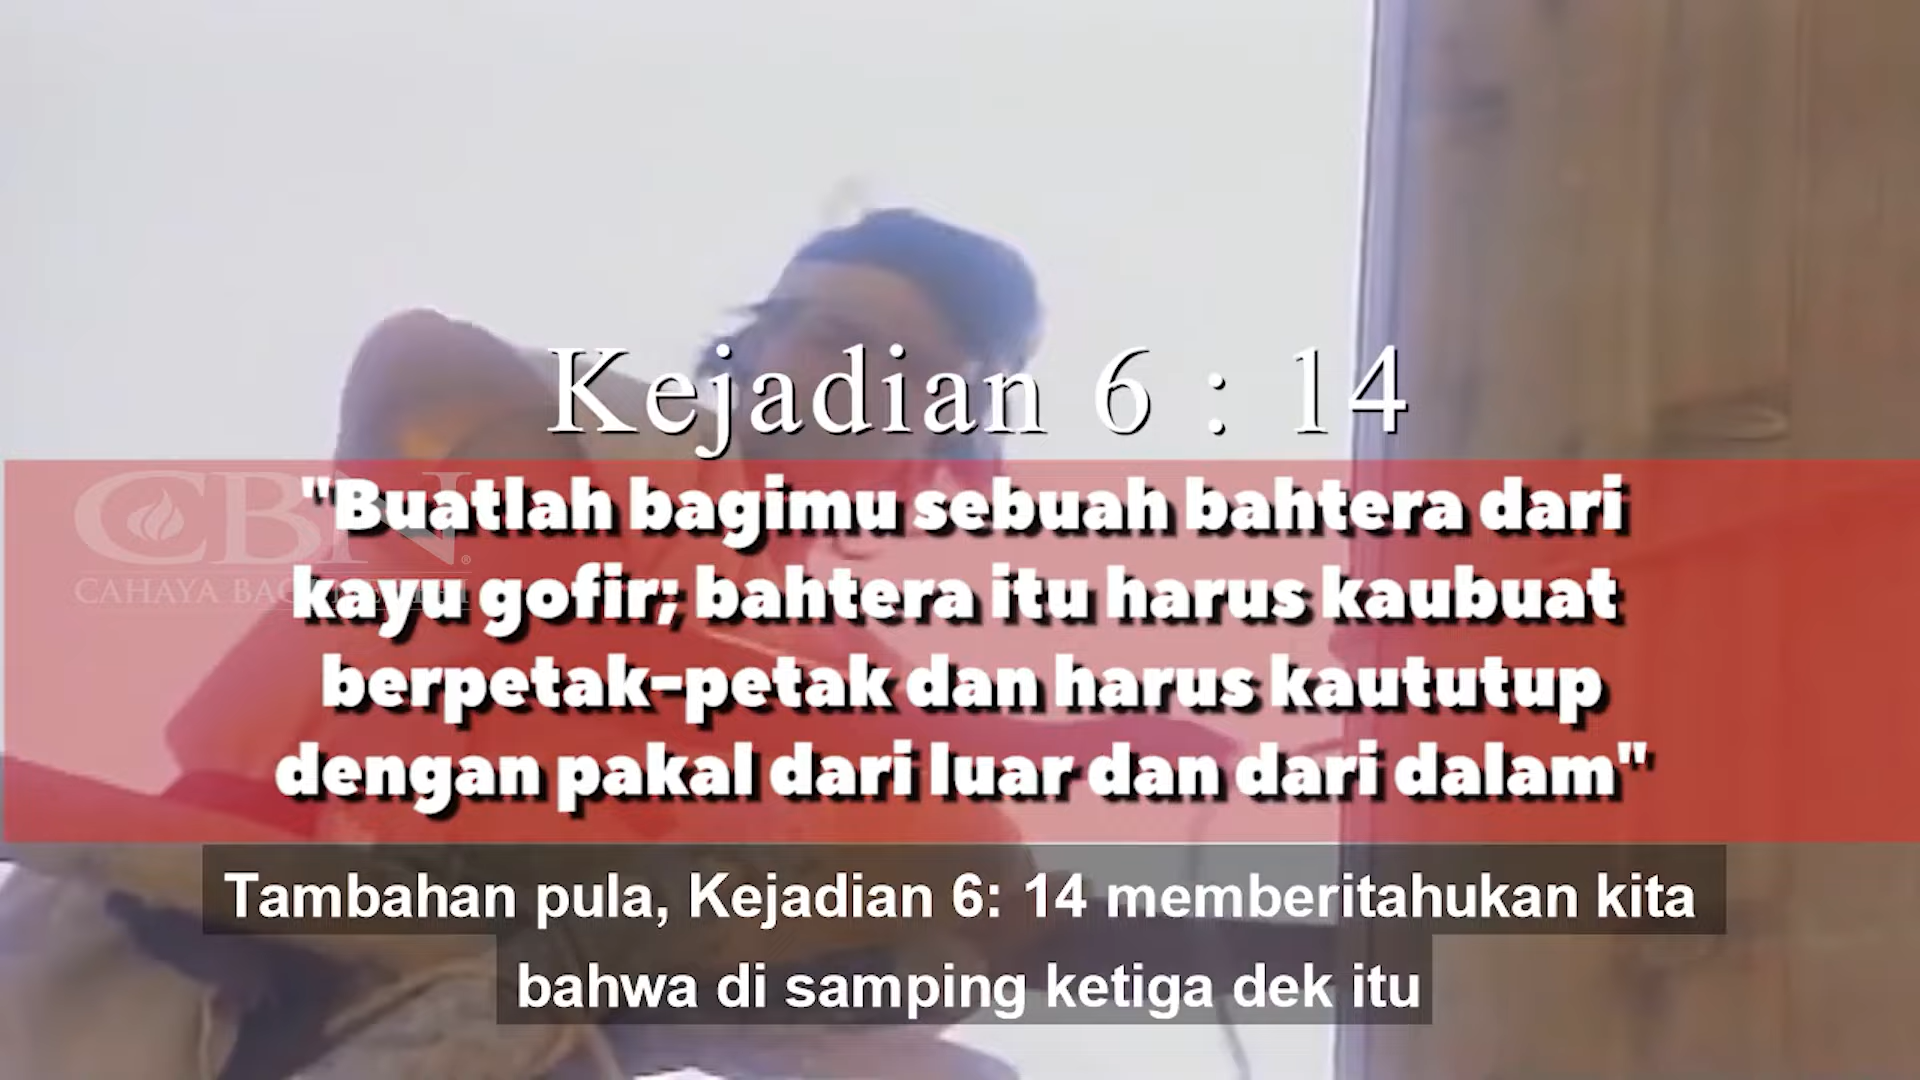 Kejadian 6 : 14
CBN
"Buatlah bagimu sebuah bahtera dari
CAHAYA
kayu gofir; bahtera itu harus kaubuat
berpetak-petak dan harus kaututup
dengan pakal dari luar dan dari dalam"
Tambahan pula, Kejadian 6: 14 memberitahukan kita
bahwa di samping ketiga dek itu